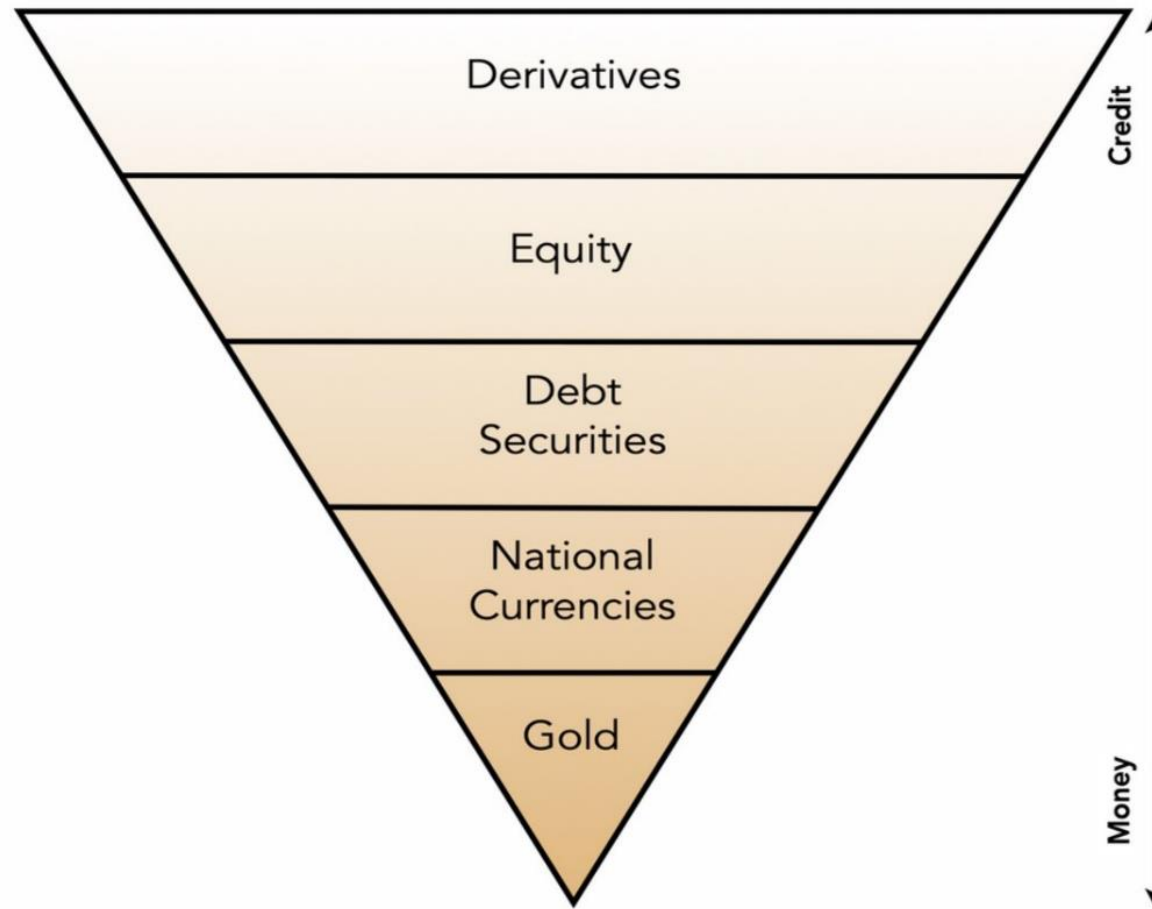 Derivatives
Credit
Equity
Debt
Securities
National
Currencies
Gold
Money